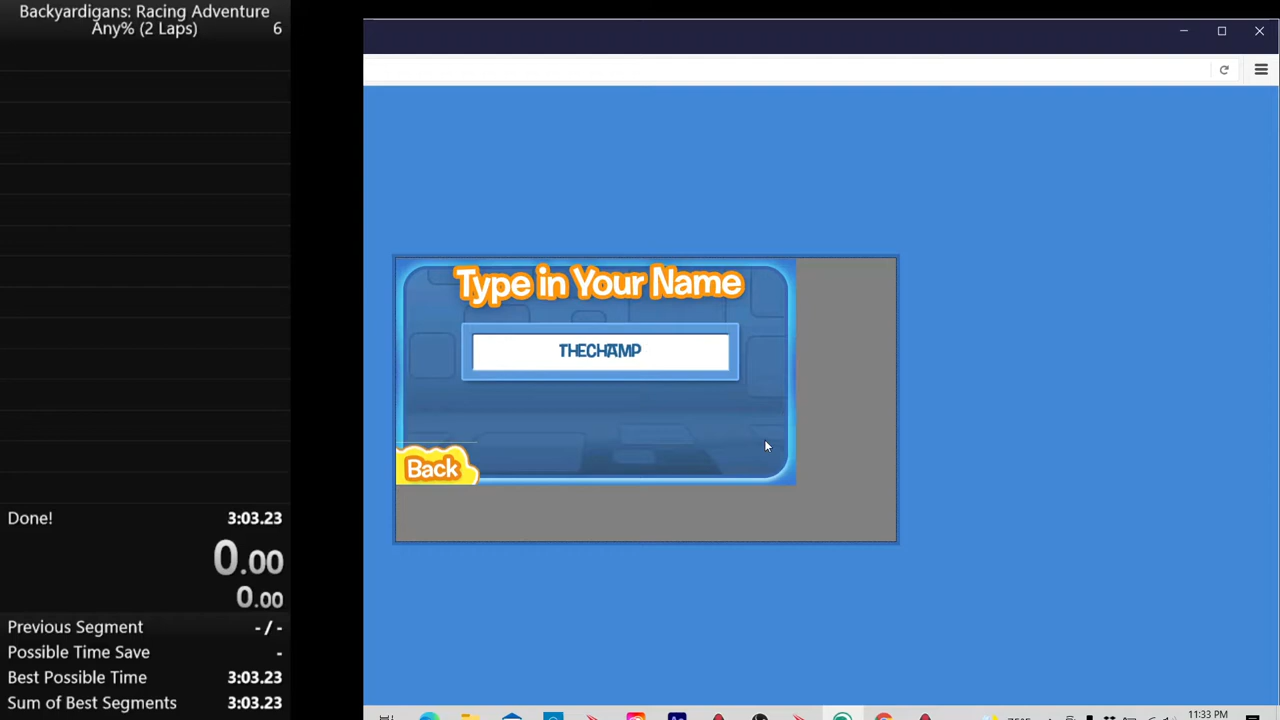 Backyardigans: Racing Adventure
Any% (2 Laps) 6
Type in Your Name
THECHAMP
Back
Done! 3:03.23
0.00
0.00
Previous Segment - / -
Possible Time Save -
Best Possible Time 3:03.23
Sum of Best Segments 3:03.23
11:33 PM